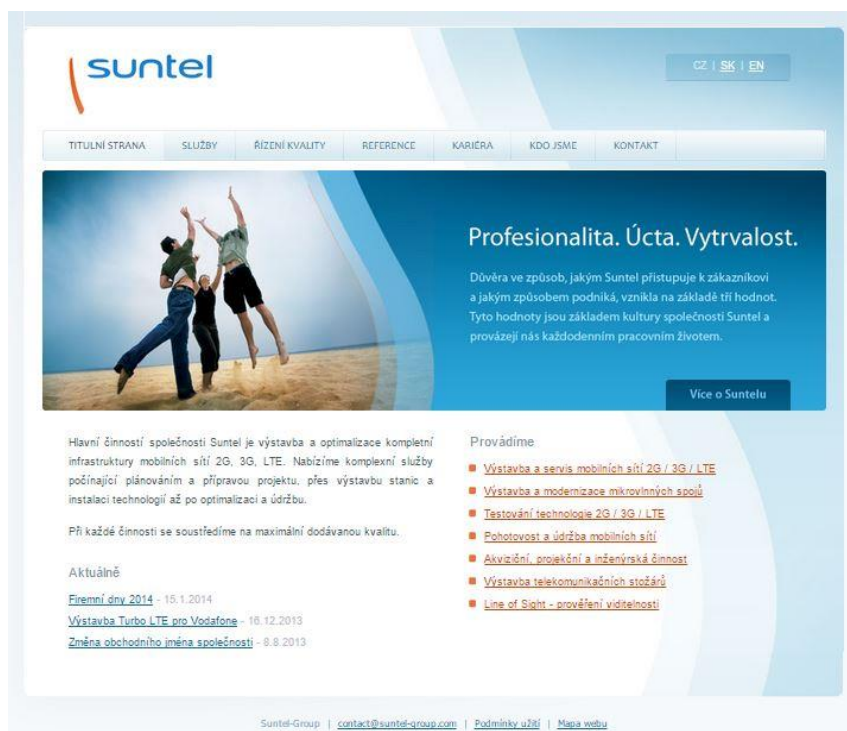 suntel
CZ | SK | EN
TITULNÍ STRANA SLUŽBY ŘÍZENÍ KVALITY REFERENCE KARIÉRA KDO JSME KONTAKT
Profesionalita. Úcta. Vytrvalost.
Důvěra ve způsob, jakým Suntel přistupuje k zákazníkovi
a jakým způsobem podniká, vznikla na základě tří hodnot.
Tyto hodnoty jsou základem kultury společnosti Suntel a
provázejí nás každodenním pracovním životem.
Více o Suntelu
Hlavní činností společnosti Suntel je výstavba a optimalizace kompletní
infrastruktury mobilních sítí 2G, 3G, LTE. Nabízíme komplexní služby
počínající plánováním a přípravou projektu, přes výstavbu stanic a
instalaci technologií až po optimalizaci a údržbu.
Při každé činnosti se soustředíme na maximální dodávanou kvalitu.
Aktuálně
Firemní dny 2014 - 15.1.2014
Výstavba Turbo LTE pro Vodafone - 16.12.2013
Změna obchodního jména společnosti - 8.8.2013
Provádíme
Výstavba a servis mobilních sítí 2G / 3G / LTE
Výstavba a modernizace mikrovlnných spojů
Testování technologie 2G / 3G / LTE
Pohotovost a údržba mobilních sítí
Akviziční, projekční a inženýrská činnost
Výstavba telekomunikačních stožárů
Line of Sight - prověření viditelnosti
Suntel-Group | contact@suntel-group.com | Podmínky užití | Mapa webu